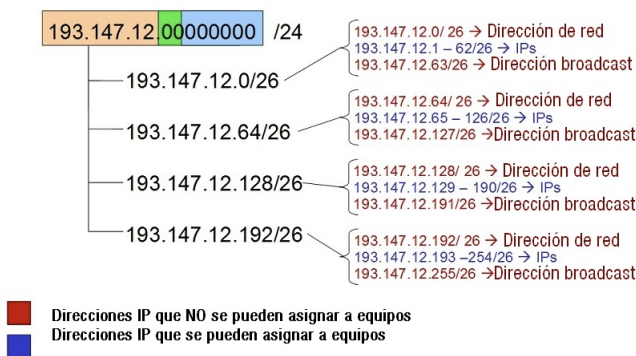 193.147.12.00000000 /24
193.147.12.0/26
193.147.12.0/ 26 → Dirección de red
193.147.12.1 – 62/26 → IPs
193.147.12.63/26 → Dirección broadcast
193.147.12.64/26
193.147.12.64/ 26 → Dirección de red
193.147.12.65 – 126/26 → IPs
193.147.12.127/26 → Dirección broadcast
193.147.12.128/26
193.147.12.128/ 26 → Dirección de red
193.147.12.129 – 190/26 → IPs
193.147.12.191/26 →Dirección broadcast
193.147.12.192/26
193.147.12.192/ 26 → Dirección de red
193.147.12.193 –254/26 → IPs
193.147.12.255/26 →Dirección broadcast
Direcciones IP que NO se pueden asignar a equipos
Direcciones IP que se pueden asignar a equipos